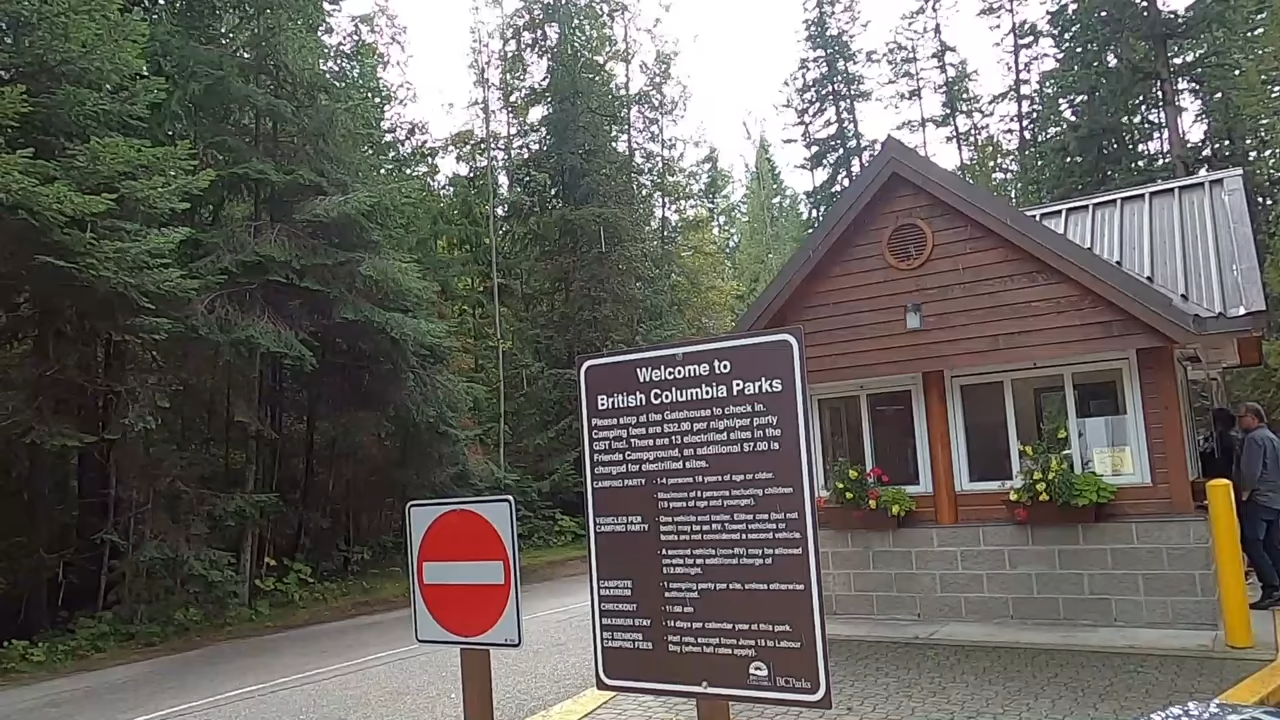 Welcome to
British Columbia Parks
Please stop at the Gatehouse to check in.
Camping fees are $32.00 per night/per party
GST Incl. There are 13 electrified sites in the
Friends Campground, an additional $7.00 is
charged for electrified sites.
CAMPING PARTY • 1-4 persons 16 years of age or older.
• Maximum of 8 persons including children
(15 years of age and younger).
VEHICLES PER CAMPING PARTY • One vehicle and trailer. Either one (but not
both) may be an RV. Towed vehicles or
boats are not considered a second vehicle.
• A second vehicle (non-RV) may be allowed
on-site for an additional charge of
$12.00/night.
CAMPSITE MAXIMUM • 1 camping party per site, unless otherwise
authorized.
CHECKOUT • 11:00 am
MAXIMUM STAY • 14 days per calendar year at this park.
BC SENIORS CAMPING FEES • Half rate, except from June 15 to Labour
Day (when full rates apply).
BRITISH COLUMBIA
BCParks
CAUTION